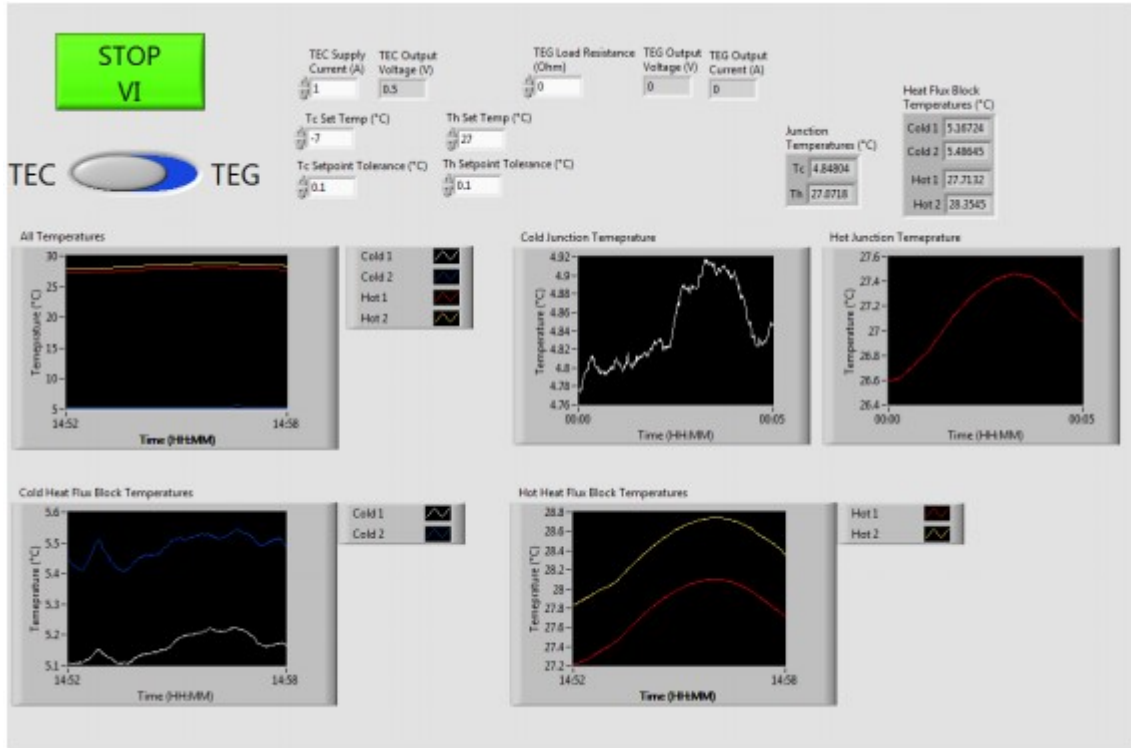 STOP
VI
TEC
TEG
TEC Supply
Current (A)
1
TEC Output
Voltage (V)
0.5
TEG Load Resistance
(Ohm)
0
TEG Output
Voltage (V)
0
TEG Output
Current (A)
0
Tc Set Temp (°C)
-7
Th Set Temp (°C)
27
Tc Setpoint Tolerance (°C)
0.1
Th Setpoint Tolerance (°C)
0.1
Junction
Temperatures (°C)
Tc 4.84804
Th 27.0718
Heat Flux Block
Temperatures (°C)
Cold 1 5.16724
Cold 2 5.48645
Hot 1 27.7132
Hot 2 28.3545
All Temperatures
Temeprature (°C)
30
25
20
15
10
5
14:52
14:58
Time (HH:MM)
Cold 1
Cold 2
Hot 1
Hot 2
Cold Junction Temeprature
Temperature (°C)
4.92
4.9
4.88
4.86
4.84
4.82
4.8
4.78
4.76
00:00
00:05
Time (HH:MM)
Hot Junction Temeprature
Temperature (°C)
27.6
27.4
27.2
27
26.8
26.6
26.4
00:00
00:05
Time (HH:MM)
Cold Heat Flux Block Temperatures
Temeprature (°C)
5.6
5.5
5.4
5.3
5.2
5.1
14:52
14:58
Time (HH:MM)
Cold 1
Cold 2
Hot Heat Flux Block Temperatures
Temeprature (°C)
28.8
28.6
28.4
28.2
28
27.8
27.6
27.4
27.2
14:52
14:58
Time (HH:MM)
Hot 1
Hot 2